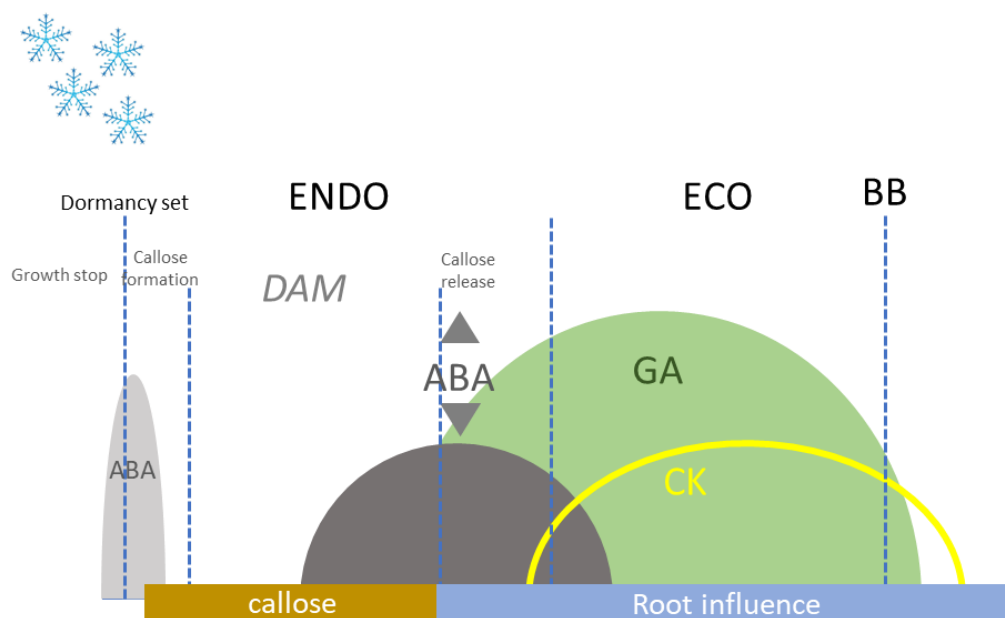 Dormancy set
ENDO
ECO
BB
Growth stop
Callose
formation
DAM
Callose
release
ABA
GA
ABA
CK
callose
Root influence